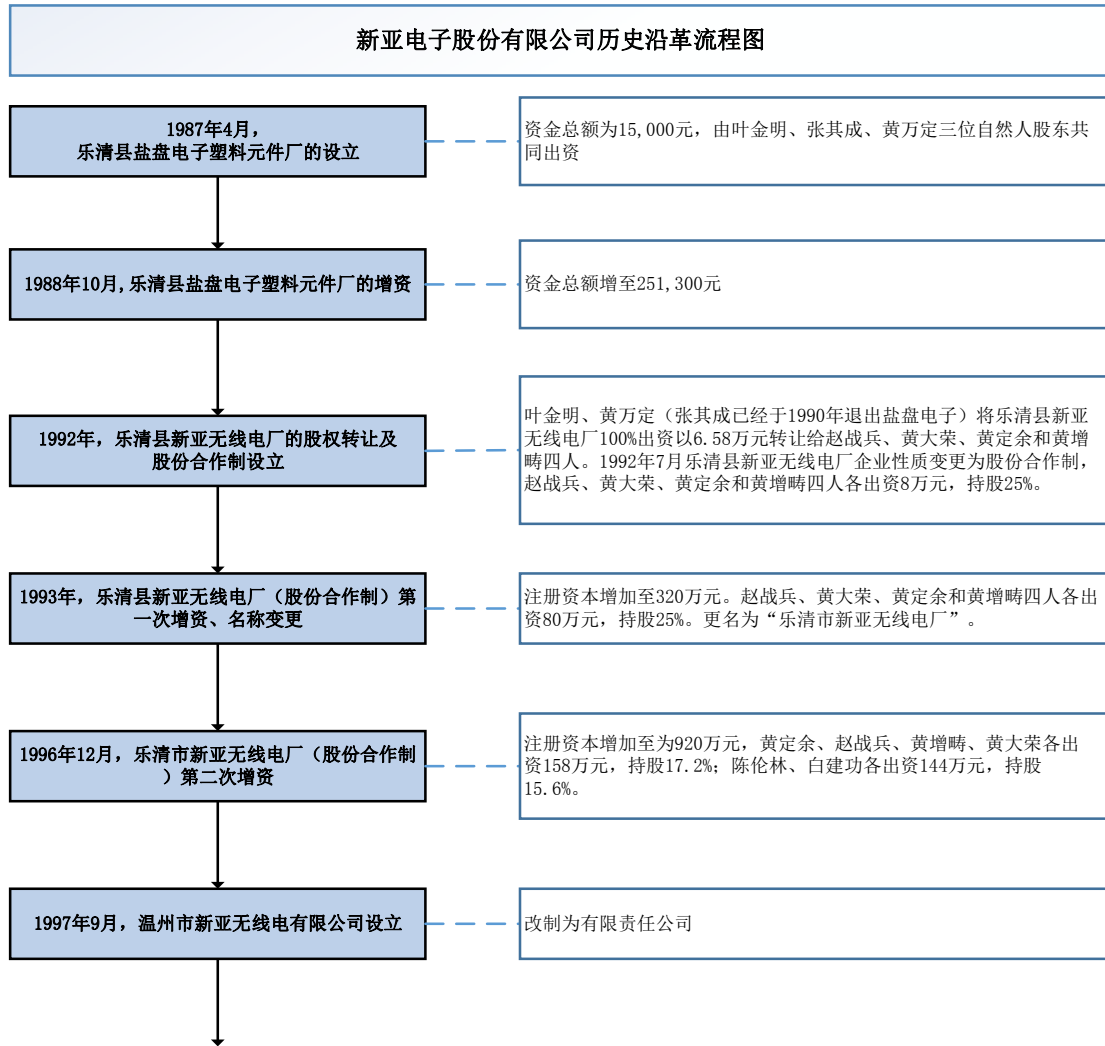 新亚电子股份有限公司历史沿革流程图
1987年4月，
乐清县盐盘电子塑料元件厂的设立
资金总额为15,000元，由叶金明、张其成、黄万定三位自然人股东共
同出资
1988年10月,乐清县盐盘电子塑料元件厂的增资
资金总额增至251,300元
1992年，乐清县新亚无线电厂的股权转让及
股份合作制设立
叶金明、黄万定（张其成已经于1990年退出盐盘电子）将乐清县新亚
无线电厂100%出资以6.58万元转让给赵战兵、黄大荣、黄定余和黄增
畴四人。1992年7月乐清县新亚无线电厂企业性质变更为股份合作制，
赵战兵、黄大荣、黄定余和黄增畴四人各出资8万元，持股25%。
1993年，乐清县新亚无线电厂（股份合作制）第
一次增资、名称变更
注册资本增加至320万元。赵战兵、黄大荣、黄定余和黄增畴四人各出
资80万元，持股25%。更名为“乐清市新亚无线电厂”。
1996年12月，乐清市新亚无线电厂（股份合作制
）第二次增资
注册资本增加至为920万元，黄定余、赵战兵、黄增畴、黄大荣各出
资158万元，持股17.2%；陈伦林、白建功各出资144万元，持股
15.6%。
1997年9月，温州市新亚无线电有限公司设立
改制为有限责任公司